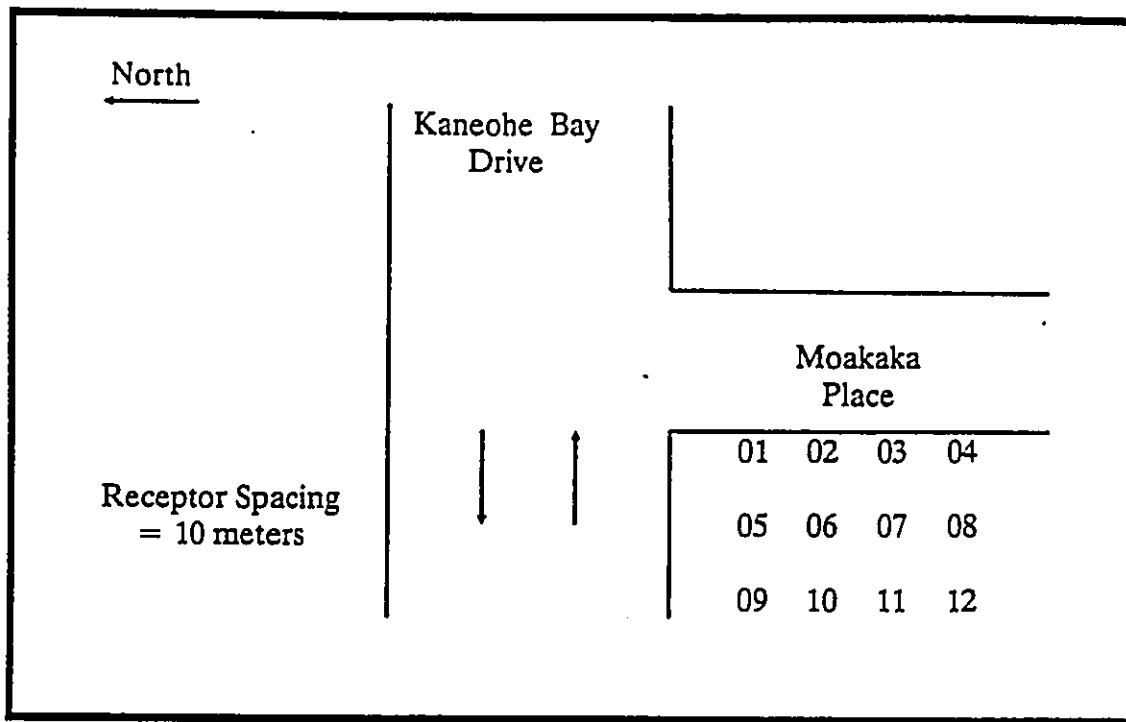 North
Kaneohe Bay
Drive
Moakaka
Place
01 02 03 04
Receptor Spacing
= 10 meters
05 06 07 08
09 10 11 12